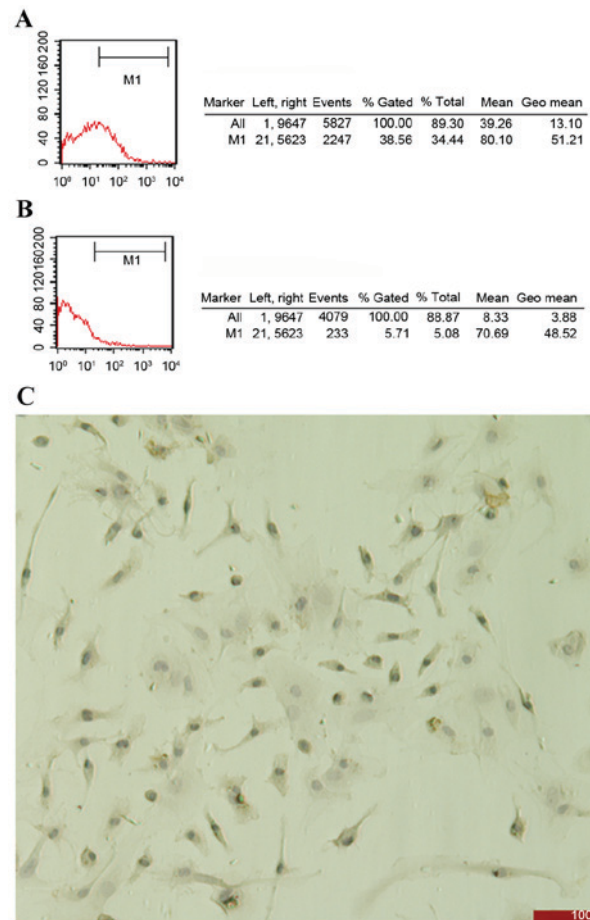 A
200
160
120
80
40
0
M1
10⁰ 10¹ 10² 10³ 10⁴
Marker Left, right Events % Gated % Total Mean Geo mean
All 1, 9647 5827 100.00 89.30 39.26 13.10
M1 21, 5623 2247 38.56 34.44 80.10 51.21
B
200
160
120
80
40
0
M1
10⁰ 10¹ 10² 10³ 10⁴
Marker Left, right Events % Gated % Total Mean Geo mean
All 1, 9647 4079 100.00 88.87 8.33 3.88
M1 21, 5623 233 5.71 5.08 70.69 48.52
C
100